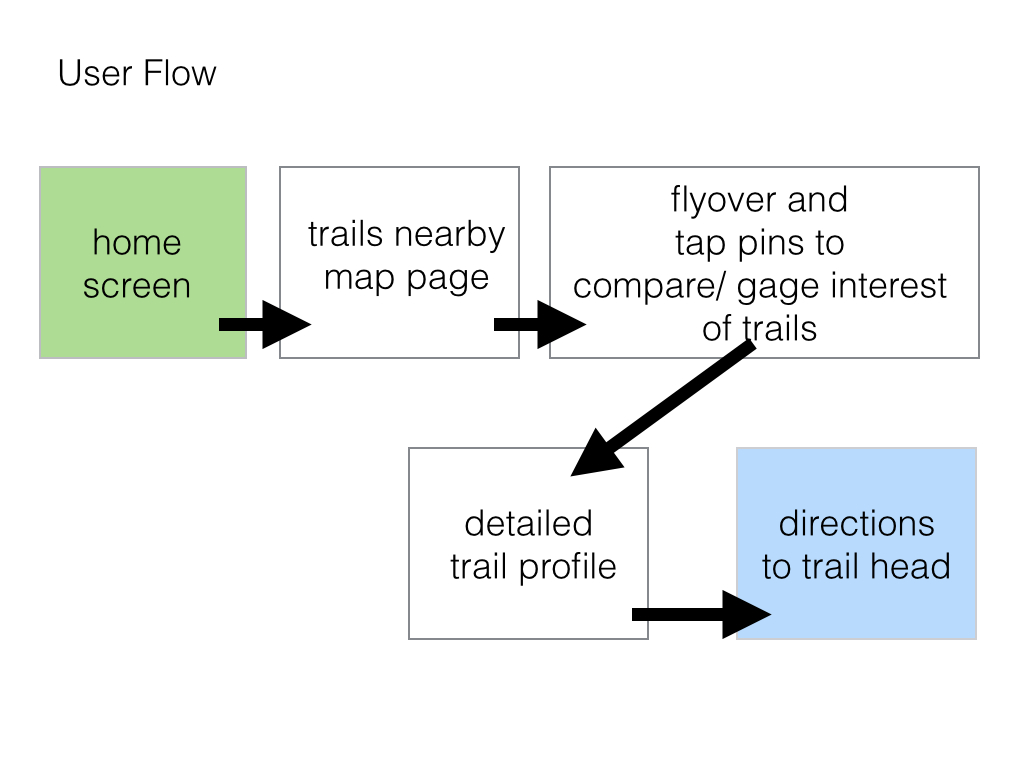 User Flow
home
screen
trails nearby
map page
flyover and
tap pins to
compare/ gage interest
of trails
detailed
trail profile
directions
to trail head